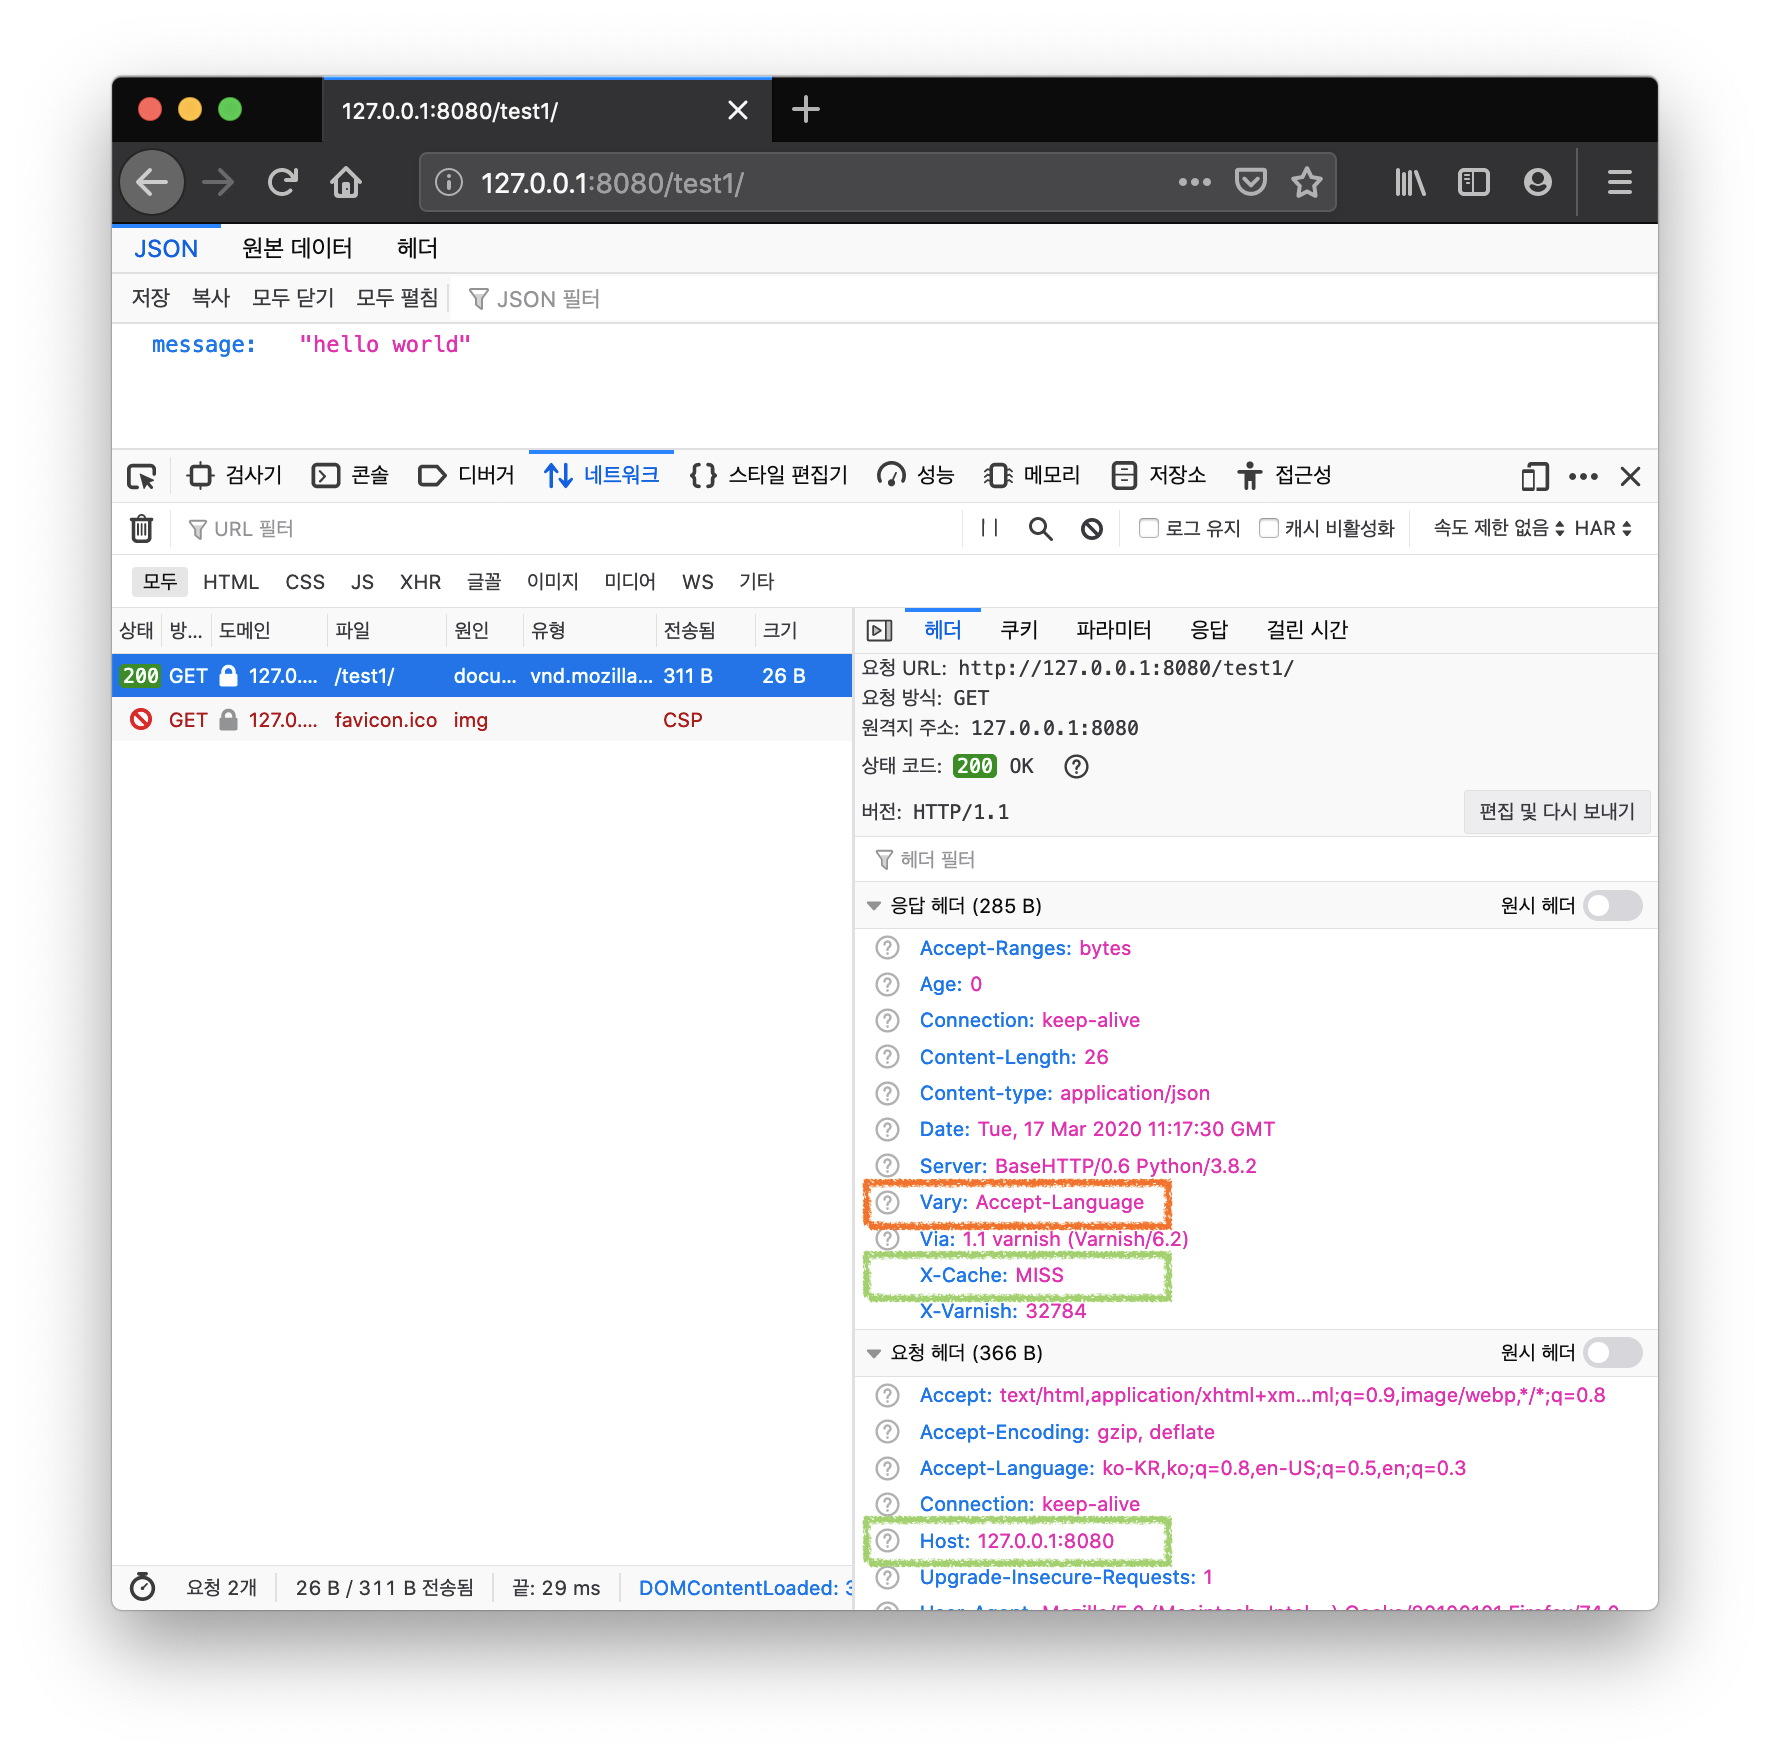 127.0.0.1:8080/test1/
127.0.0.1:8080/test1/
JSON 원본 데이터 헤더
저장 복사 모두 닫기 모두 펼침 JSON 필터
message: "hello world"
검사기 콘솔 디버거 네트워크 스타일 편집기 성능 메모리 저장소 접근성
URL 필터 로그 유지 캐시 비활성화 속도 제한 없음 HAR
모두 HTML CSS JS XHR 글꼴 이미지 미디어 WS 기타
상태 방... 도메인 파일 원인 유형 전송됨 크기
200 GET 127.0.... /test1/ docu... vnd.mozilla... 311 B 26 B
GET 127.0.... favicon.ico img CSP
헤더 쿠키 파라미터 응답 걸린 시간
요청 URL: http://127.0.0.1:8080/test1/
요청 방식: GET
원격지 주소: 127.0.0.1:8080
상태 코드: 200 OK
버전: HTTP/1.1 편집 및 다시 보내기
헤더 필터
응답 헤더 (285 B) 원시 헤더
Accept-Ranges: bytes
Age: 0
Connection: keep-alive
Content-Length: 26
Content-type: application/json
Date: Tue, 17 Mar 2020 11:17:30 GMT
Server: BaseHTTP/0.6 Python/3.8.2
Vary: Accept-Language
Via: 1.1 varnish (Varnish/6.2)
X-Cache: MISS
X-Varnish: 32784
요청 헤더 (366 B) 원시 헤더
Accept: text/html,application/xhtml+xm...ml;q=0.9,image/webp,*/*;q=0.8
Accept-Encoding: gzip, deflate
Accept-Language: ko-KR,ko;q=0.8,en-US;q=0.5,en;q=0.3
Connection: keep-alive
Host: 127.0.0.1:8080
Upgrade-Insecure-Requests: 1
요청 2개 26 B / 311 B 전송됨 끝: 29 ms DOMContentLoaded: